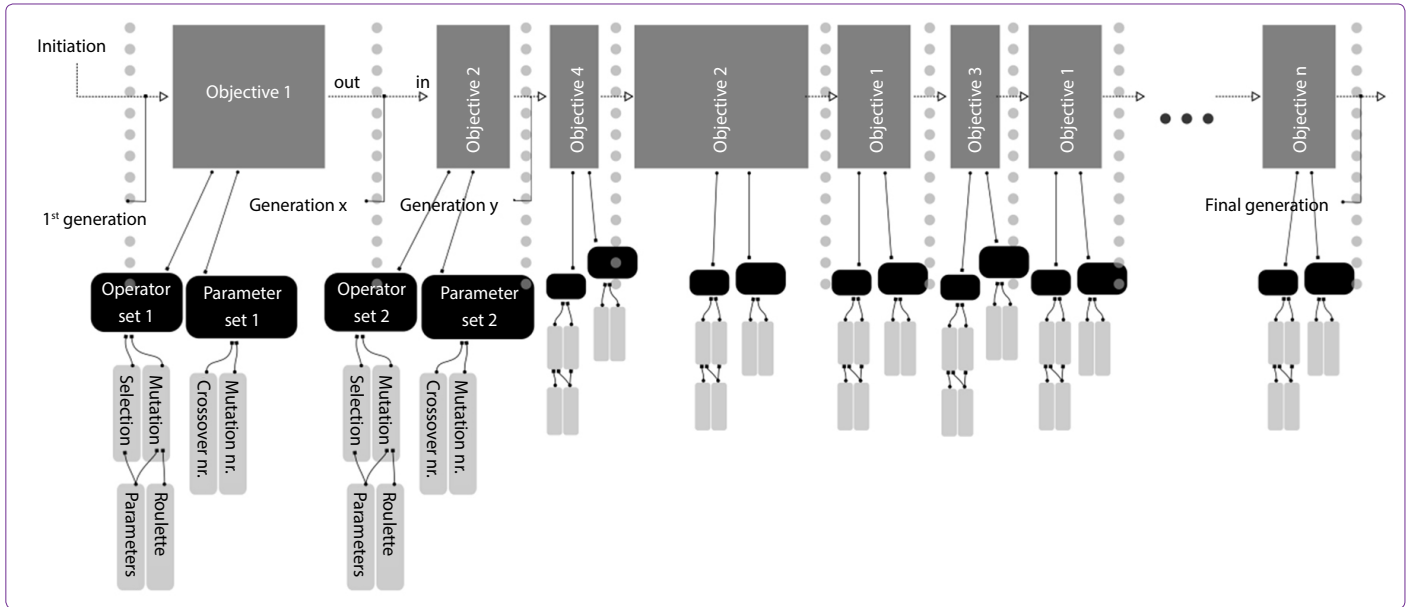 Initiation
Objective 1
out
in
Objective 2
Objective 4
Objective 2
Objective 1
Objective 3
Objective 1
Objective n
1st generation
Generation x
Generation y
Final generation
Operator
set 1
Parameter
set 1
Operator
set 2
Parameter
set 2
Selection
Mutation
Crossover nr.
Mutation nr.
Selection
Mutation
Crossover nr.
Mutation nr.
Parameters
Roulette
Parameters
Roulette